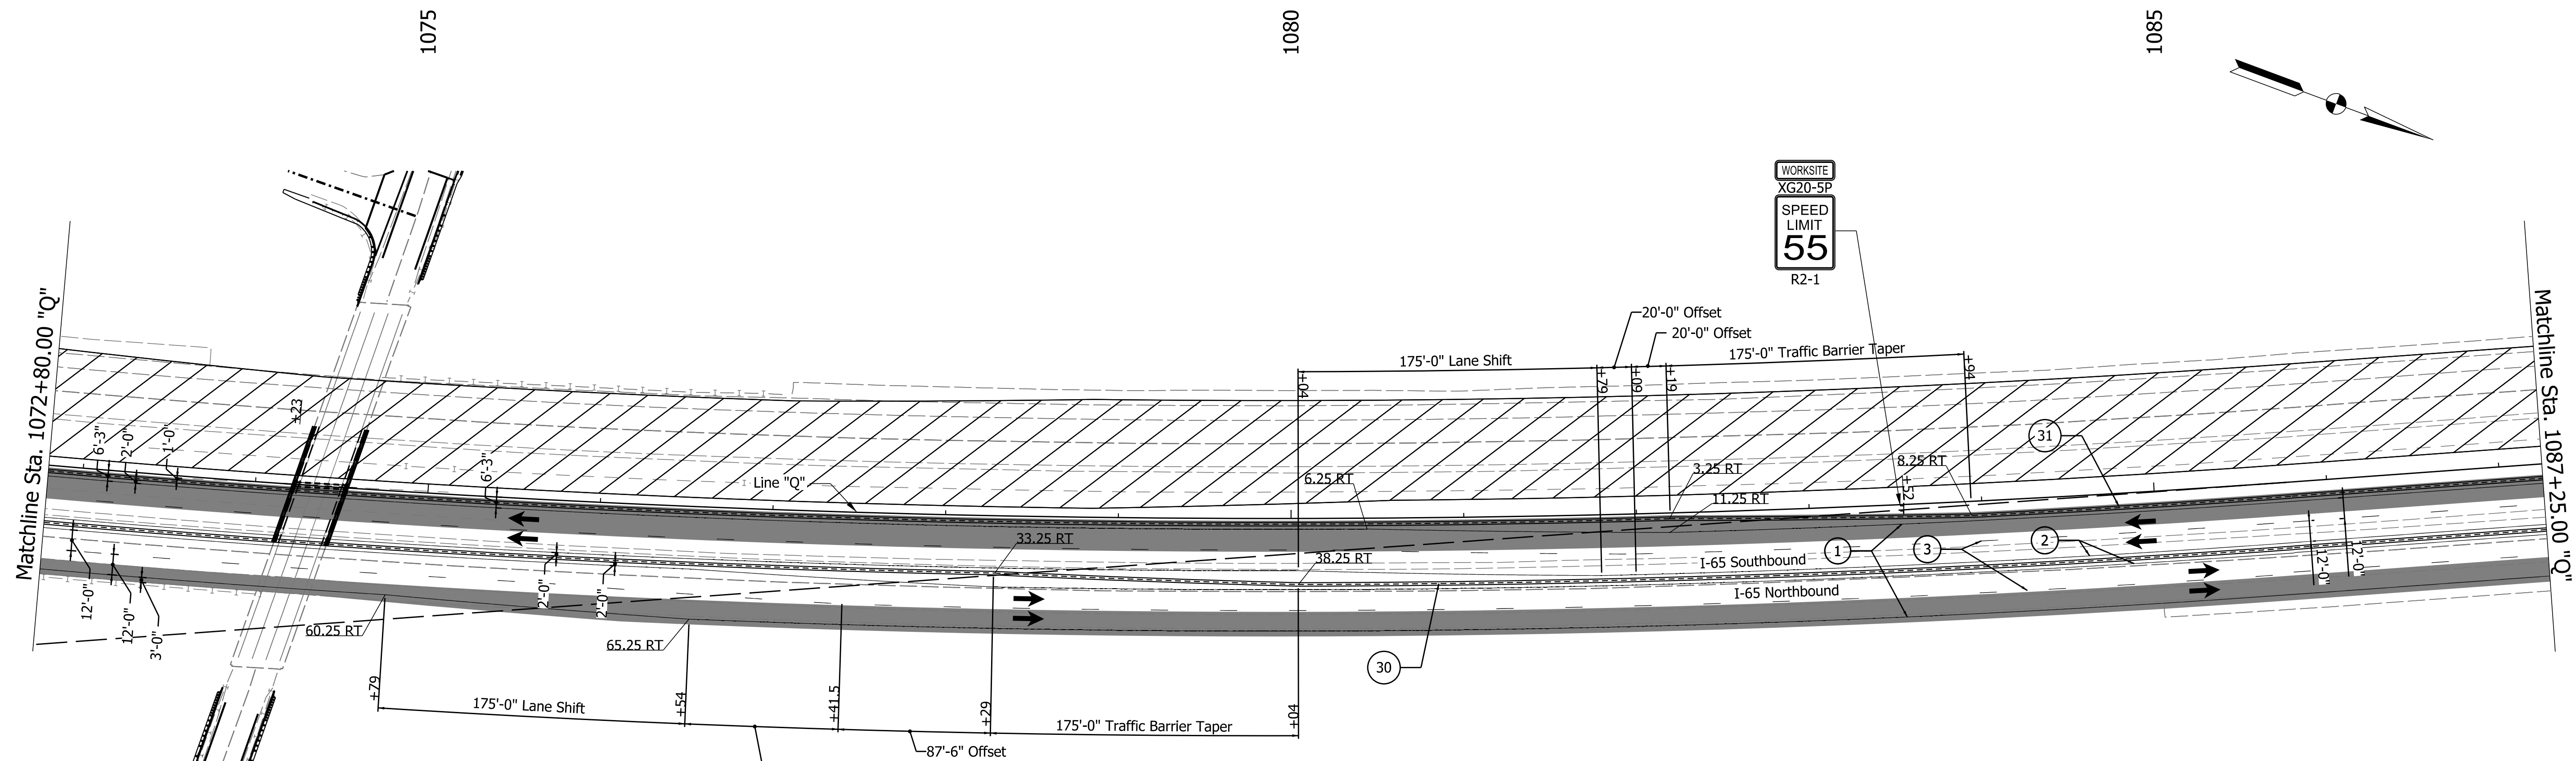 1075
1080
1085
WORKSITE
XG20-5P
SPEED
LIMIT
55
R2-1
20'-0" Offset
20'-0" Offset
175'-0" Lane Shift
175'-0" Traffic Barrier Taper
+04
+79
+09
+19
+94
Matchline Sta. 1072+80.00 "Q"
Matchline Sta. 1087+25.00 "Q"
+23
6'-3"
2'-0"
1'-0"
6'-3"
Line "Q"
6.25 RT
3.25 RT
11.25 RT
8.25 RT
+52
31
33.25 RT
38.25 RT
1
3
2
I-65 Southbound
I-65 Northbound
12'-0"
12'-0"
12'-0"
12'-0"
3'-0"
2'-0"
2'-0"
60.25 RT
65.25 RT
30
+79
+54
+41.5
+29
+04
175'-0" Lane Shift
175'-0" Traffic Barrier Taper
87'-6" Offset